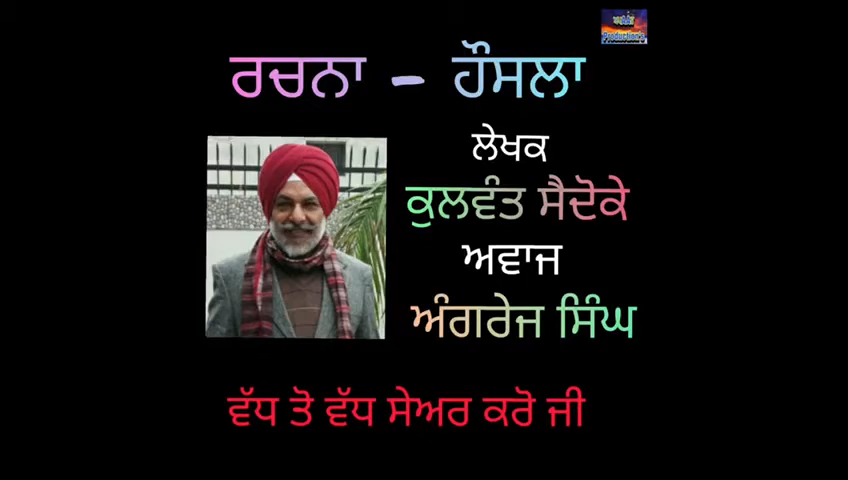 ਰਚਨਾ - ਹੌਸਲਾ
ਲੇਖਕ
ਕੁਲਵੰਤ ਸੈਦੋਕੇ
ਅਵਾਜ
ਅੰਗਰੇਜ ਸਿੰਘ
ਵੱਧ ਤੋ ਵੱਧ ਸੇਅਰ ਕਰੋ ਜੀ